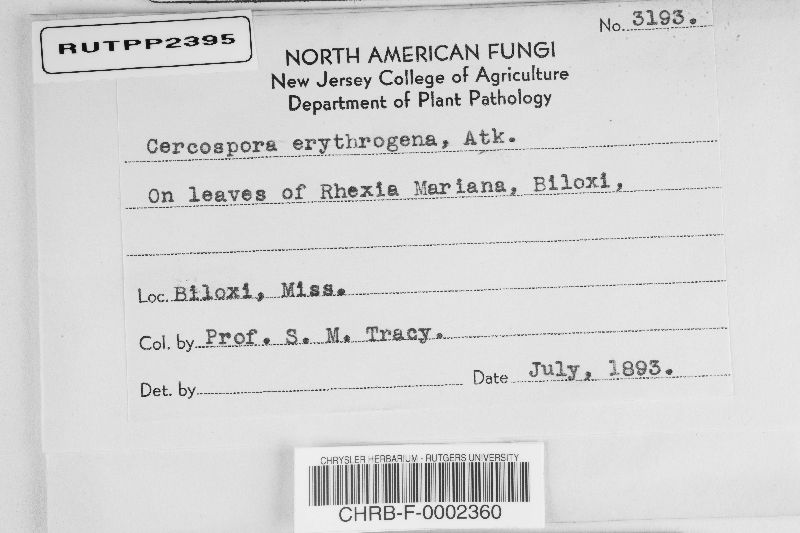 RUTPP2395
No. 3193.
NORTH AMERICAN FUNGI
New Jersey College of Agriculture
Department of Plant Pathology
Cercospora erythrogena, Atk.
On leaves of Rhexia Mariana, Biloxi,
Loc. Biloxi, Miss.
Col. by Prof. S. M. Tracy.
Det. by
Date July, 1893.
CHRYSLER HERBARIUM - RUTGERS UNIVERSITY
CHRB-F-0002360